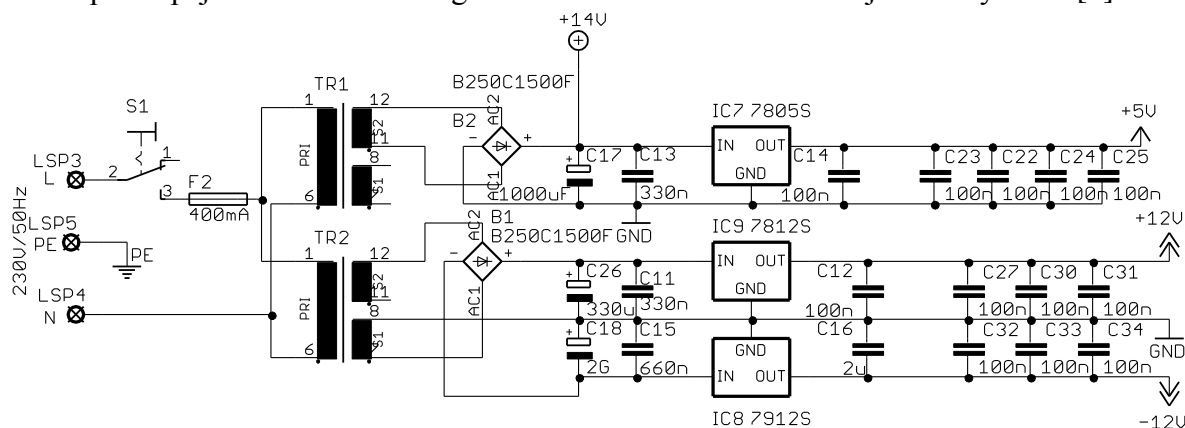 +14V
B250C1500F
TR1
IC7 7805S
+5V
S1
1
12
AC2
B2
S2
11
PRI
8
S1
6
- +
AC1
1000uF
C17
C13
330n
IN OUT
GND
C14
100n
C23
C22
C24
C25
100n
100n
100n
100n
LSP3
L
2
1
3
F2
400mA
230V/50Hz
LSP5
PE
PE
LSP4
N
GND
+12V
TR2
1
12
AC2
B1
B250C1500F
IC9 7812S
S2
11
PRI
8
S1
6
- +
AC1
C26
330u
C11
330n
IN OUT
GND
C12
100n
C27
C30
C31
100n
100n
100n
C18
2G
C15
660n
GND
IN OUT
C16
2u
C32
C33
C34
100n
100n
100n
GND
IC8 7912S
-12V